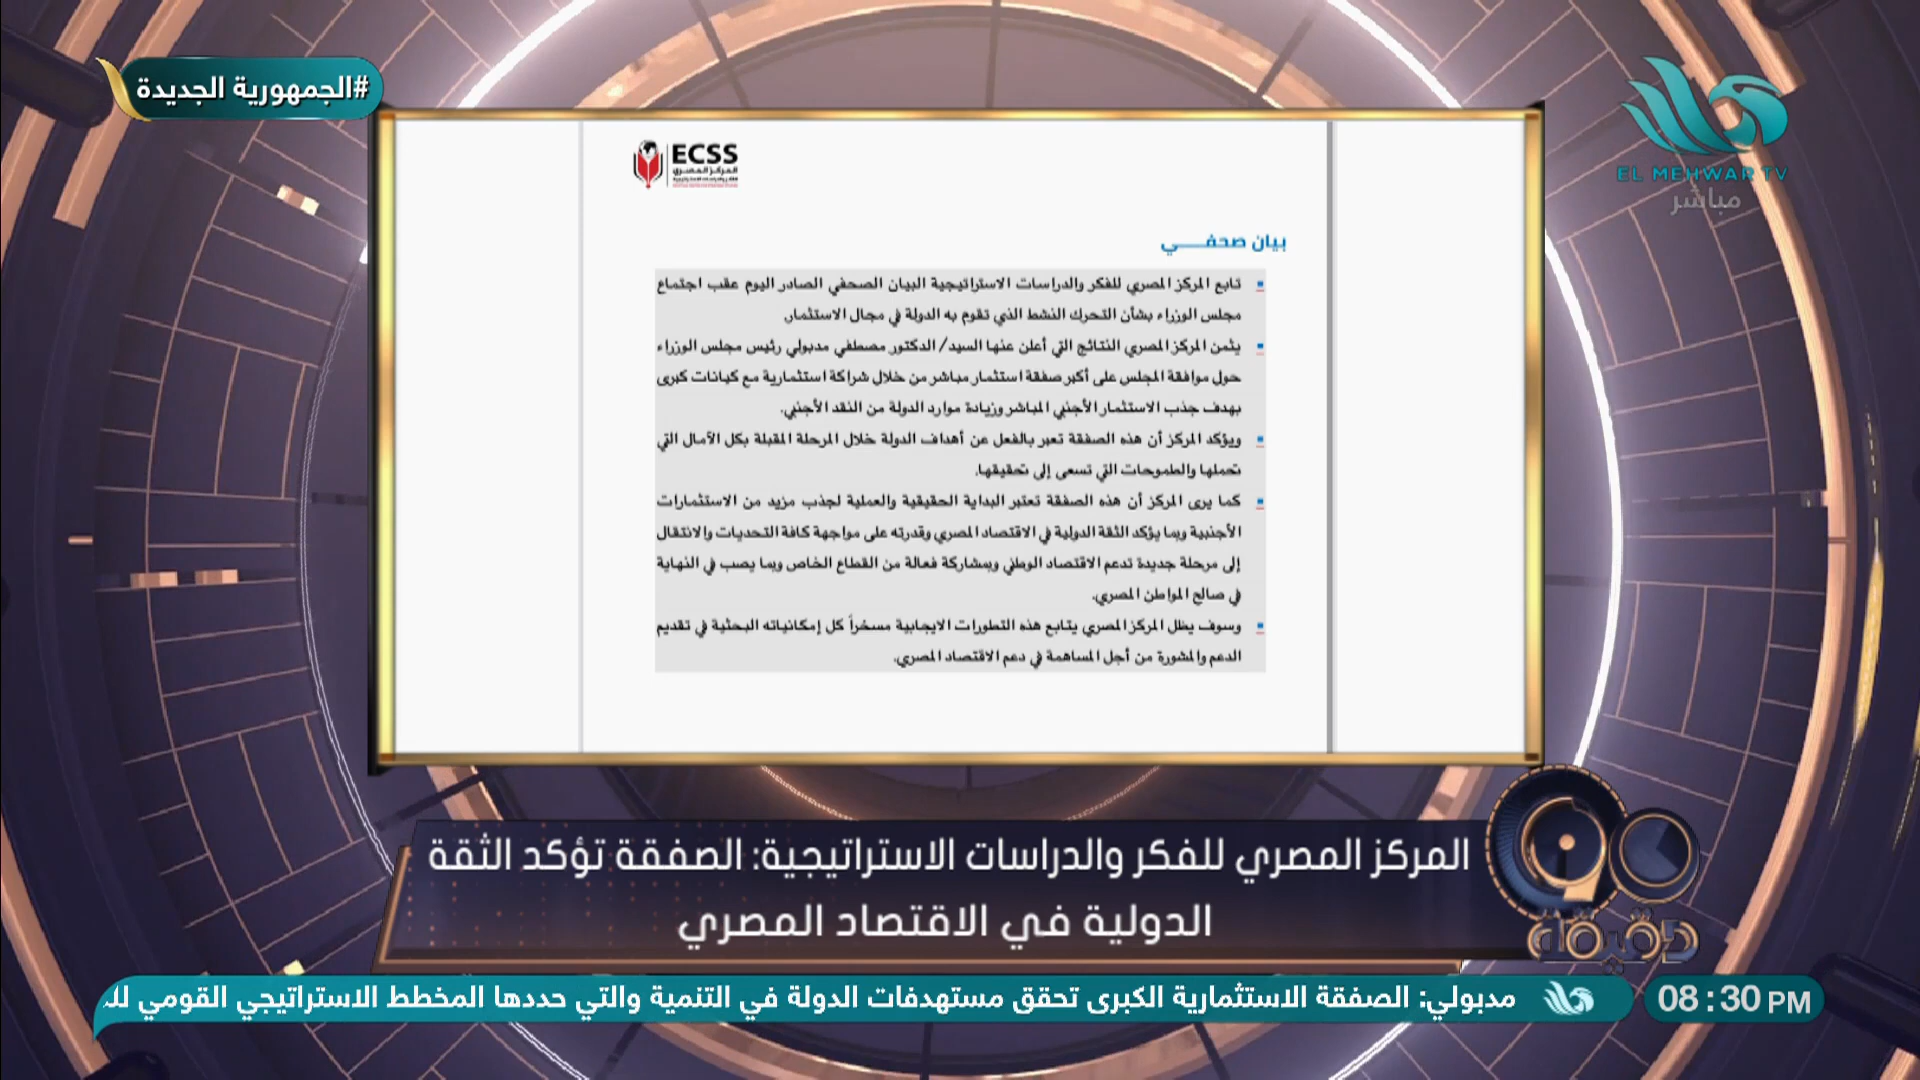 #الجمهورية الجديدة
EL MEHWAR TV
مباشر
ECSS
المركز المصري
بيان صحفـــــي
تابع المركز المصري للفكر والدراسات الاستراتيجية البيان الصحفي الصادر اليوم عقب اجتماع
مجلس الوزراء بشأن التحرك النشط الذي تقوم به الدولة في مجال الاستثمار.
يثمن المركز المصري النتائج التي أعلن عنها السيد/ الدكتور مصطفي مدبولي رئيس مجلس الوزراء
حول موافقة المجلس على أكبر صفقة استثمار مباشر من خلال شراكة استثمارية مع كيانات كبرى
بهدف جذب الاستثمار الأجنبي المباشر وزيادة موارد الدولة من النقد الأجنبي.
ويؤكد المركز أن هذه الصفقة تعبر بالفعل عن أهداف الدولة خلال المرحلة المقبلة بكل الآمال التي
تحملها والطموحات التي تسعى إلى تحقيقها.
كما يرى المركز أن هذه الصفقة تعتبر البداية الحقيقية والعملية لجذب مزيد من الاستثمارات
الأجنبية وبما يؤكد الثقة الدولية في الاقتصاد المصري وقدرته على مواجهة كافة التحديات والانتقال
إلى مرحلة جديدة تدعم الاقتصاد الوطني وبمشاركة فعالة من القطاع الخاص وبما يصب في النهاية
في صالح المواطن المصري.
وسوف يظل المركز المصري يتابع هذه التطورات الايجابية مسخراً كل إمكانياته البحثية في تقديم
الدعم والمشورة من أجل المساهمة في دعم الاقتصاد المصري.
المركز المصري للفكر والدراسات الاستراتيجية: الصفقة تؤكد الثقة
الدولية في الاقتصاد المصري
90
دقيقة
مدبولي: الصفقة الاستثمارية الكبرى تحقق مستهدفات الدولة في التنمية والتي حددها المخطط الاستراتيجي القومي
08:30 PM